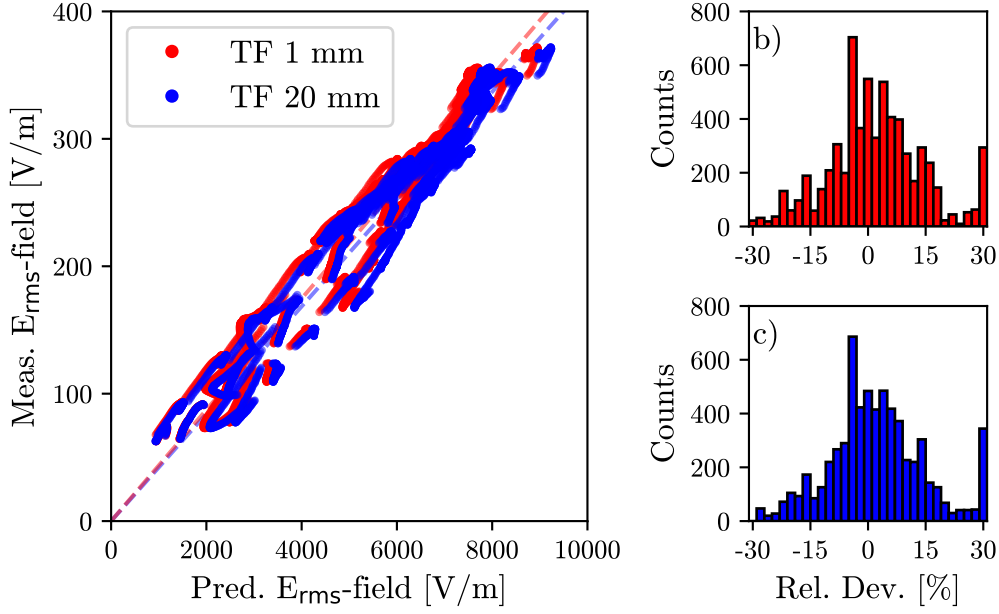 400
300
200
100
0
Meas. E_rms-field [V/m]
TF 1 mm
TF 20 mm
0 2000 4000 6000 8000 10000
Pred. E_rms-field [V/m]
b)
800
600
400
200
0
Counts
-30 -15 0 15 30
c)
800
600
400
200
0
Counts
-30 -15 0 15 30
Rel. Dev. [%]